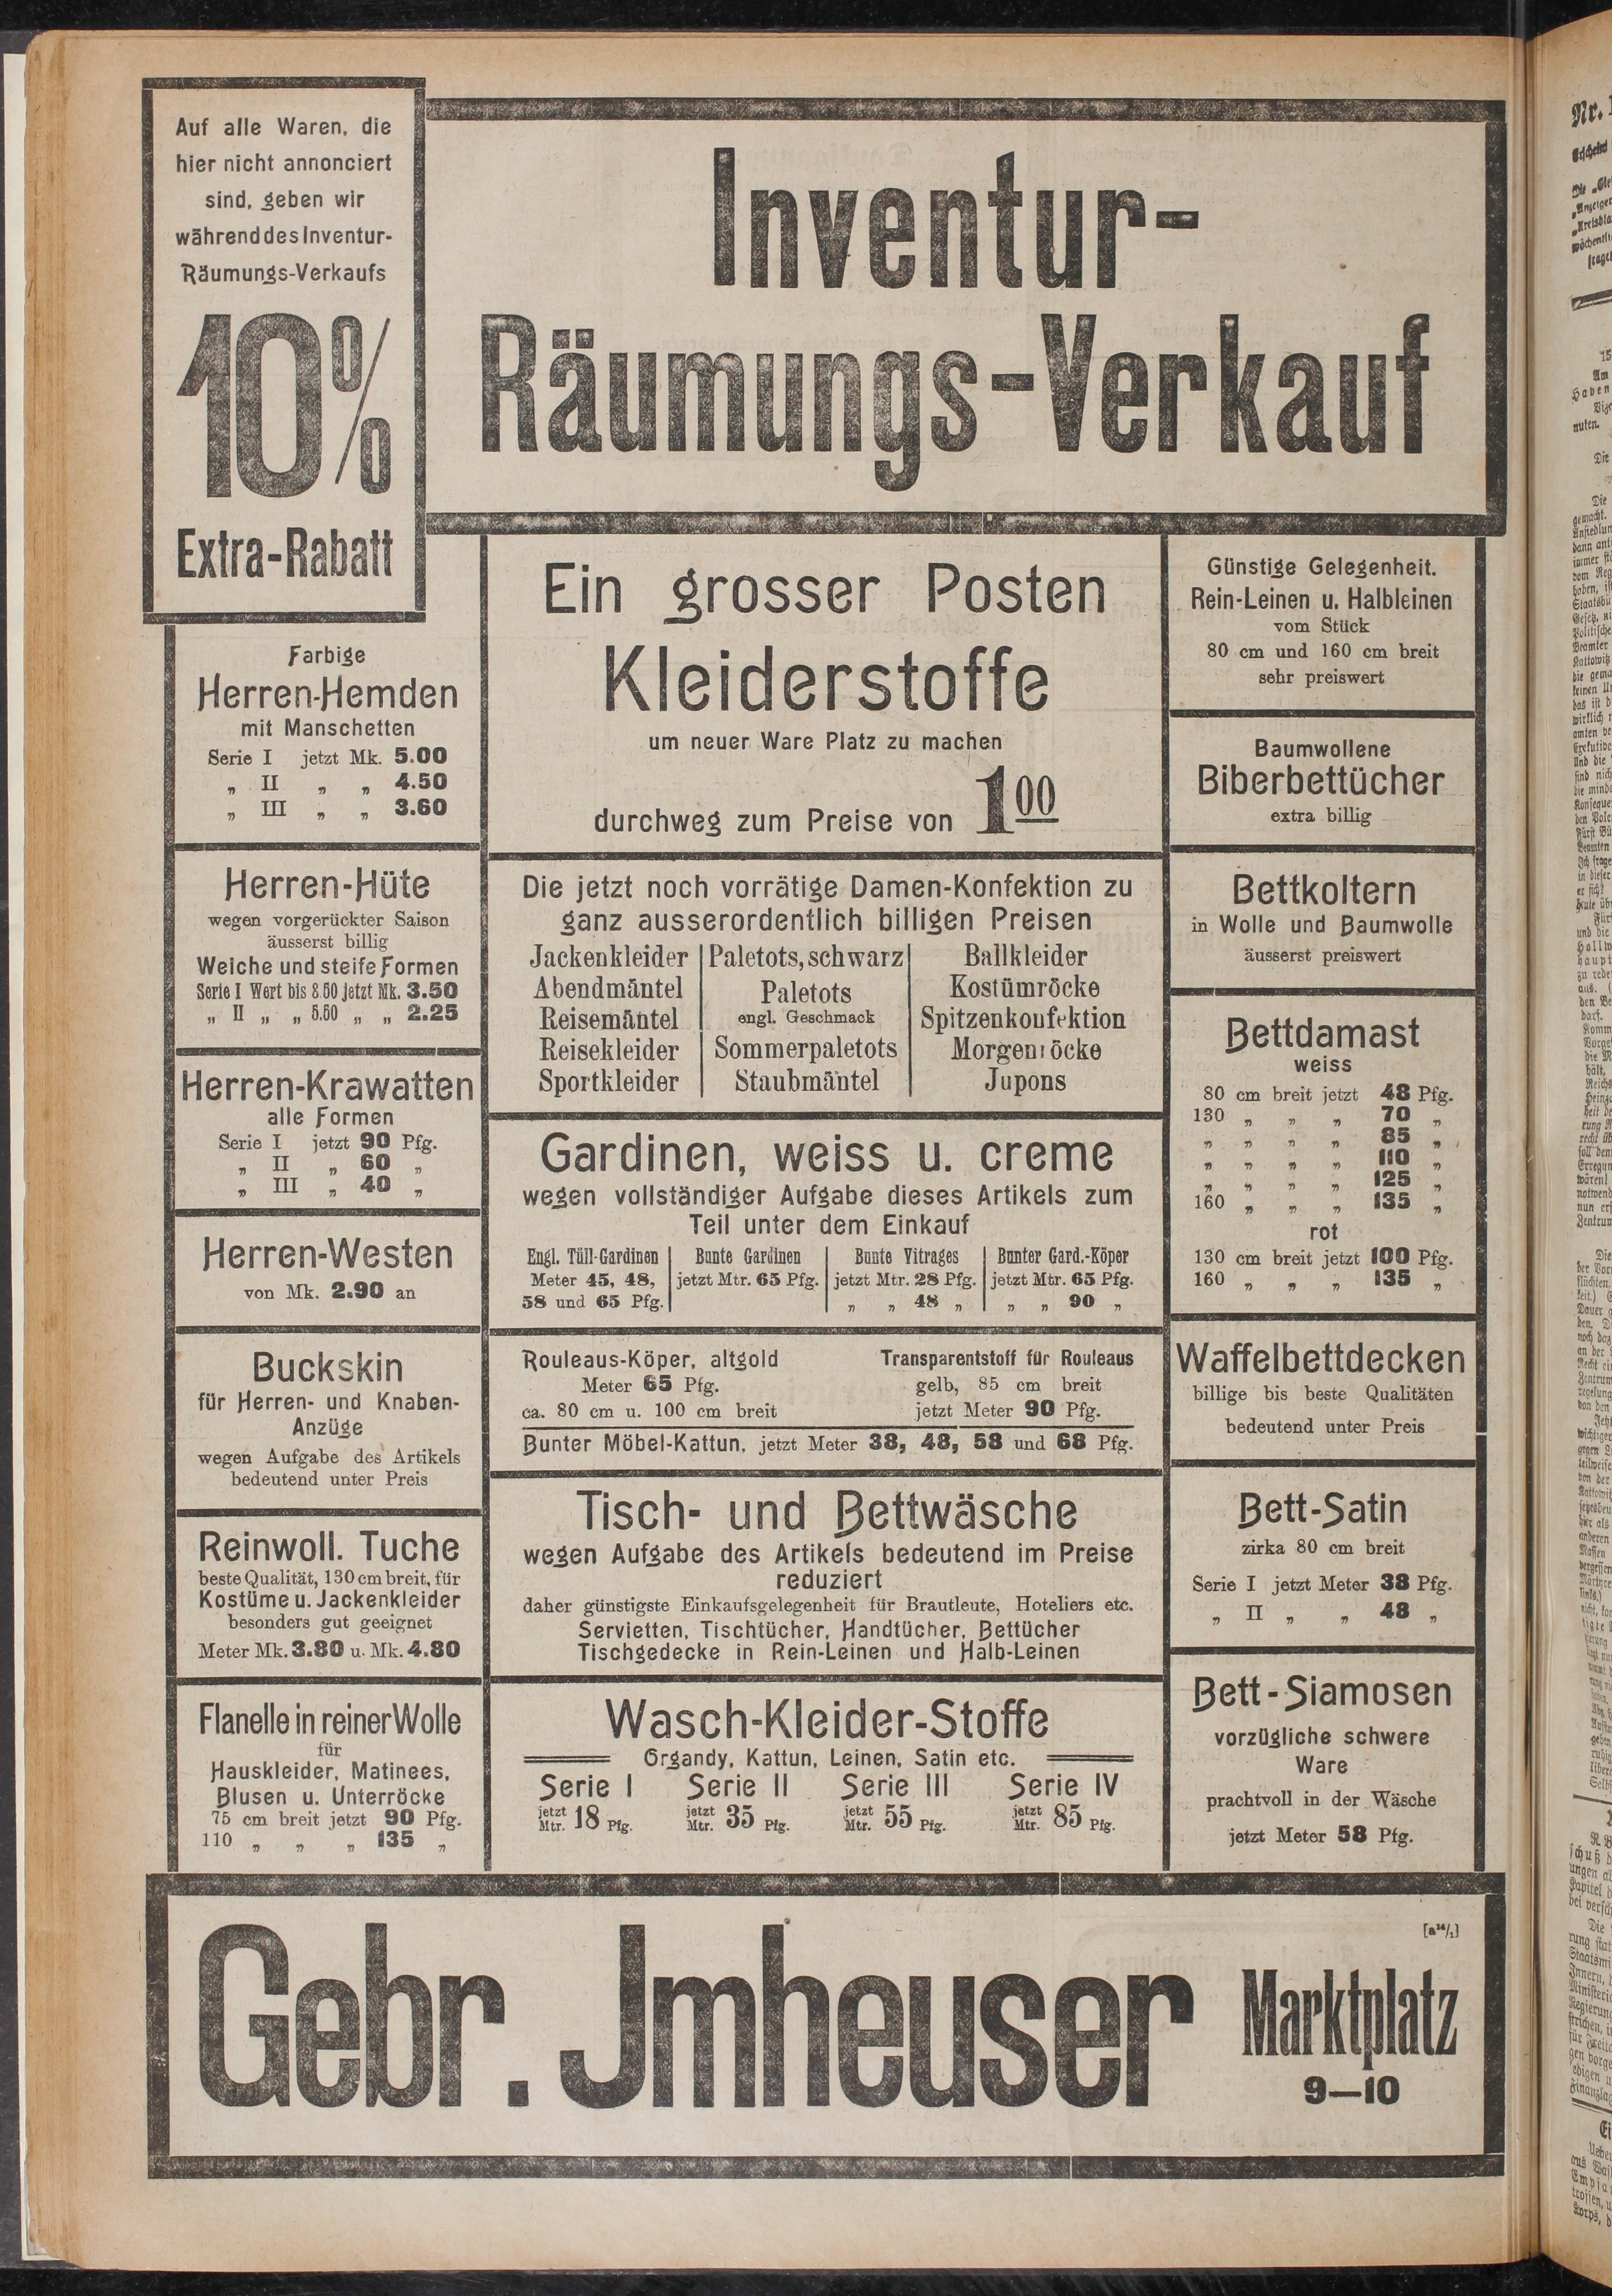 Auf alle Waren, die
hier nicht annonciert
sind, geben wir
während des Inventur-
Räumungs-Verkaufs
10%
Extra-Rabatt
Inventur-
Räumungs-Verkauf
Farbige
Herren-Hemden
mit Manschetten
Serie I jetzt Mk. 5.00
„ II „ „ 4.50
„ III „ „ 3.60
Herren-Hüte
wegen vorgerückter Saison
äusserst billig
Weiche und steife Formen
Serie I Wert bis 8.50 jetzt Mk. 3.50
„ II „ „ 5.50 „ „ 2.25
Herren-Krawatten
alle Formen
Serie I jetzt 90 Pfg.
„ II „ 60 „
„ III „ 40 „
Herren-Westen
von Mk. 2.90 an
Buckskin
für Herren- und Knaben-
Anzüge
wegen Aufgabe des Artikels
bedeutend unter Preis
Reinwoll. Tuche
beste Qualität, 130 cm breit, für
Kostüme u. Jackenkleider
besonders gut geeignet
Meter Mk. 3.80 u. Mk. 4.80
Flanelle in reiner Wolle
für
Hauskleider, Matinees,
Blusen u. Unterröcke
75 cm breit jetzt 90 Pfg.
110 „ „ „ 135 „
Ein grosser Posten
Kleiderstoffe
um neuer Ware Platz zu machen
durchweg zum Preise von 1 00
Die jetzt noch vorrätige Damen-Konfektion zu
ganz ausserordentlich billigen Preisen
Jackenkleider
Abendmäntel
Reisemäntel
Reisekleider
Sportkleider
Paletots, schwarz
Paletots
engl. Geschmack
Sommerpaletots
Staubmäntel
Ballkleider
Kostümröcke
Spitzenkonfektion
Morgenröcke
Jupons
Gardinen, weiss u. creme
wegen vollständiger Aufgabe dieses Artikels zum
Teil unter dem Einkauf
Engl. Tüll-Gardinen
Meter 45, 48,
58 und 65 Pfg.
Bunte Gardinen
jetzt Mtr. 65 Pfg.
Bunte Vitrages
jetzt Mtr. 28 Pfg.
„ „ 48 „
Bunter Gard.-Köper
jetzt Mtr. 65 Pfg.
„ „ 90 „
Rouleaus-Köper, altgold
Meter 65 Pfg.
ca. 80 cm u. 100 cm breit
Transparentstoff für Rouleaus
gelb, 85 cm breit
jetzt Meter 90 Pfg.
Bunter Möbel-Kattun, jetzt Meter 38, 48, 58 und 68 Pfg.
Tisch- und Bettwäsche
wegen Aufgabe des Artikels bedeutend im Preise
reduziert
daher günstigste Einkaufsgelegenheit für Brautleute, Hoteliers etc.
Servietten, Tischtücher, Handtücher, Bettücher
Tischgedecke in Rein-Leinen und Halb-Leinen
Wasch-Kleider-Stoffe
Organdy, Kattun, Leinen, Satin etc.
Serie I Serie II Serie III Serie IV
jetzt Mtr. 18 Pfg. jetzt Mtr. 35 Pfg. jetzt Mtr. 55 Pfg. jetzt Mtr. 85 Pfg.
Günstige Gelegenheit.
Rein-Leinen u. Halbleinen
vom Stück
80 cm und 160 cm breit
sehr preiswert
Baumwollene
Biberbettücher
extra billig
Bettkoltern
in Wolle und Baumwolle
äusserst preiswert
Bettdamast
weiss
80 cm breit jetzt 48 Pfg.
130 „ „ „ 70 „
„ „ „ „ 85 „
„ „ „ „ 110 „
„ „ „ „ 125 „
160 „ „ „ 135 „
rot
130 cm breit jetzt 100 Pfg.
160 „ „ „ 135 „
Waffelbettdecken
billige bis beste Qualitäten
bedeutend unter Preis
Bett-Satin
zirka 80 cm breit
Serie I jetzt Meter 38 Pfg.
„ II „ „ 48 „
Bett-Siamosen
vorzügliche schwere
Ware
prachtvoll in der Wäsche
jetzt Meter 58 Pfg.
[a14/1]
Gebr. Jmheuser Marktplatz
9—10